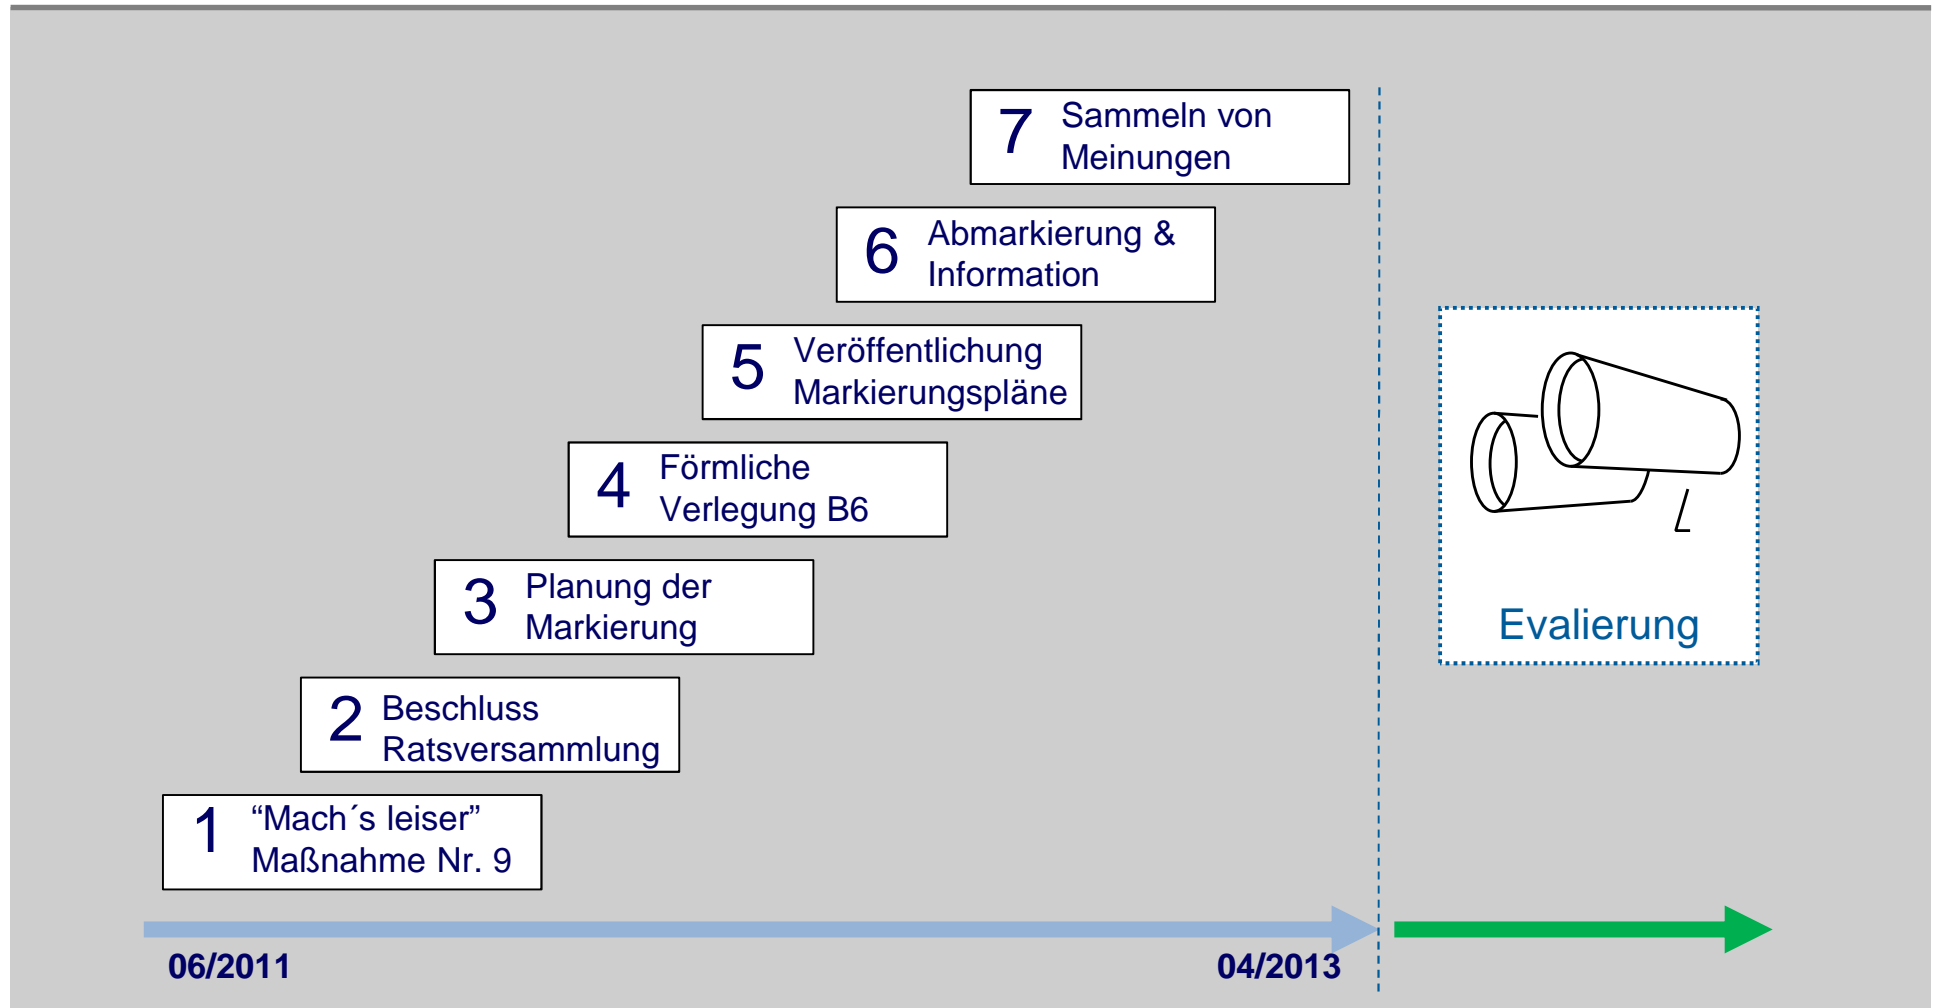 7
Sammeln von
Meinungen
6
Abmarkierung &
Information
5
Veröffentlichung
Markierungspläne
4
Förmliche
Verlegung B6
3
Planung der
Markierung
2
Beschluss
Ratsversammlung
1
“Mach´s leiser”
Maßnahme Nr. 9
Evalierung
06/2011
04/2013